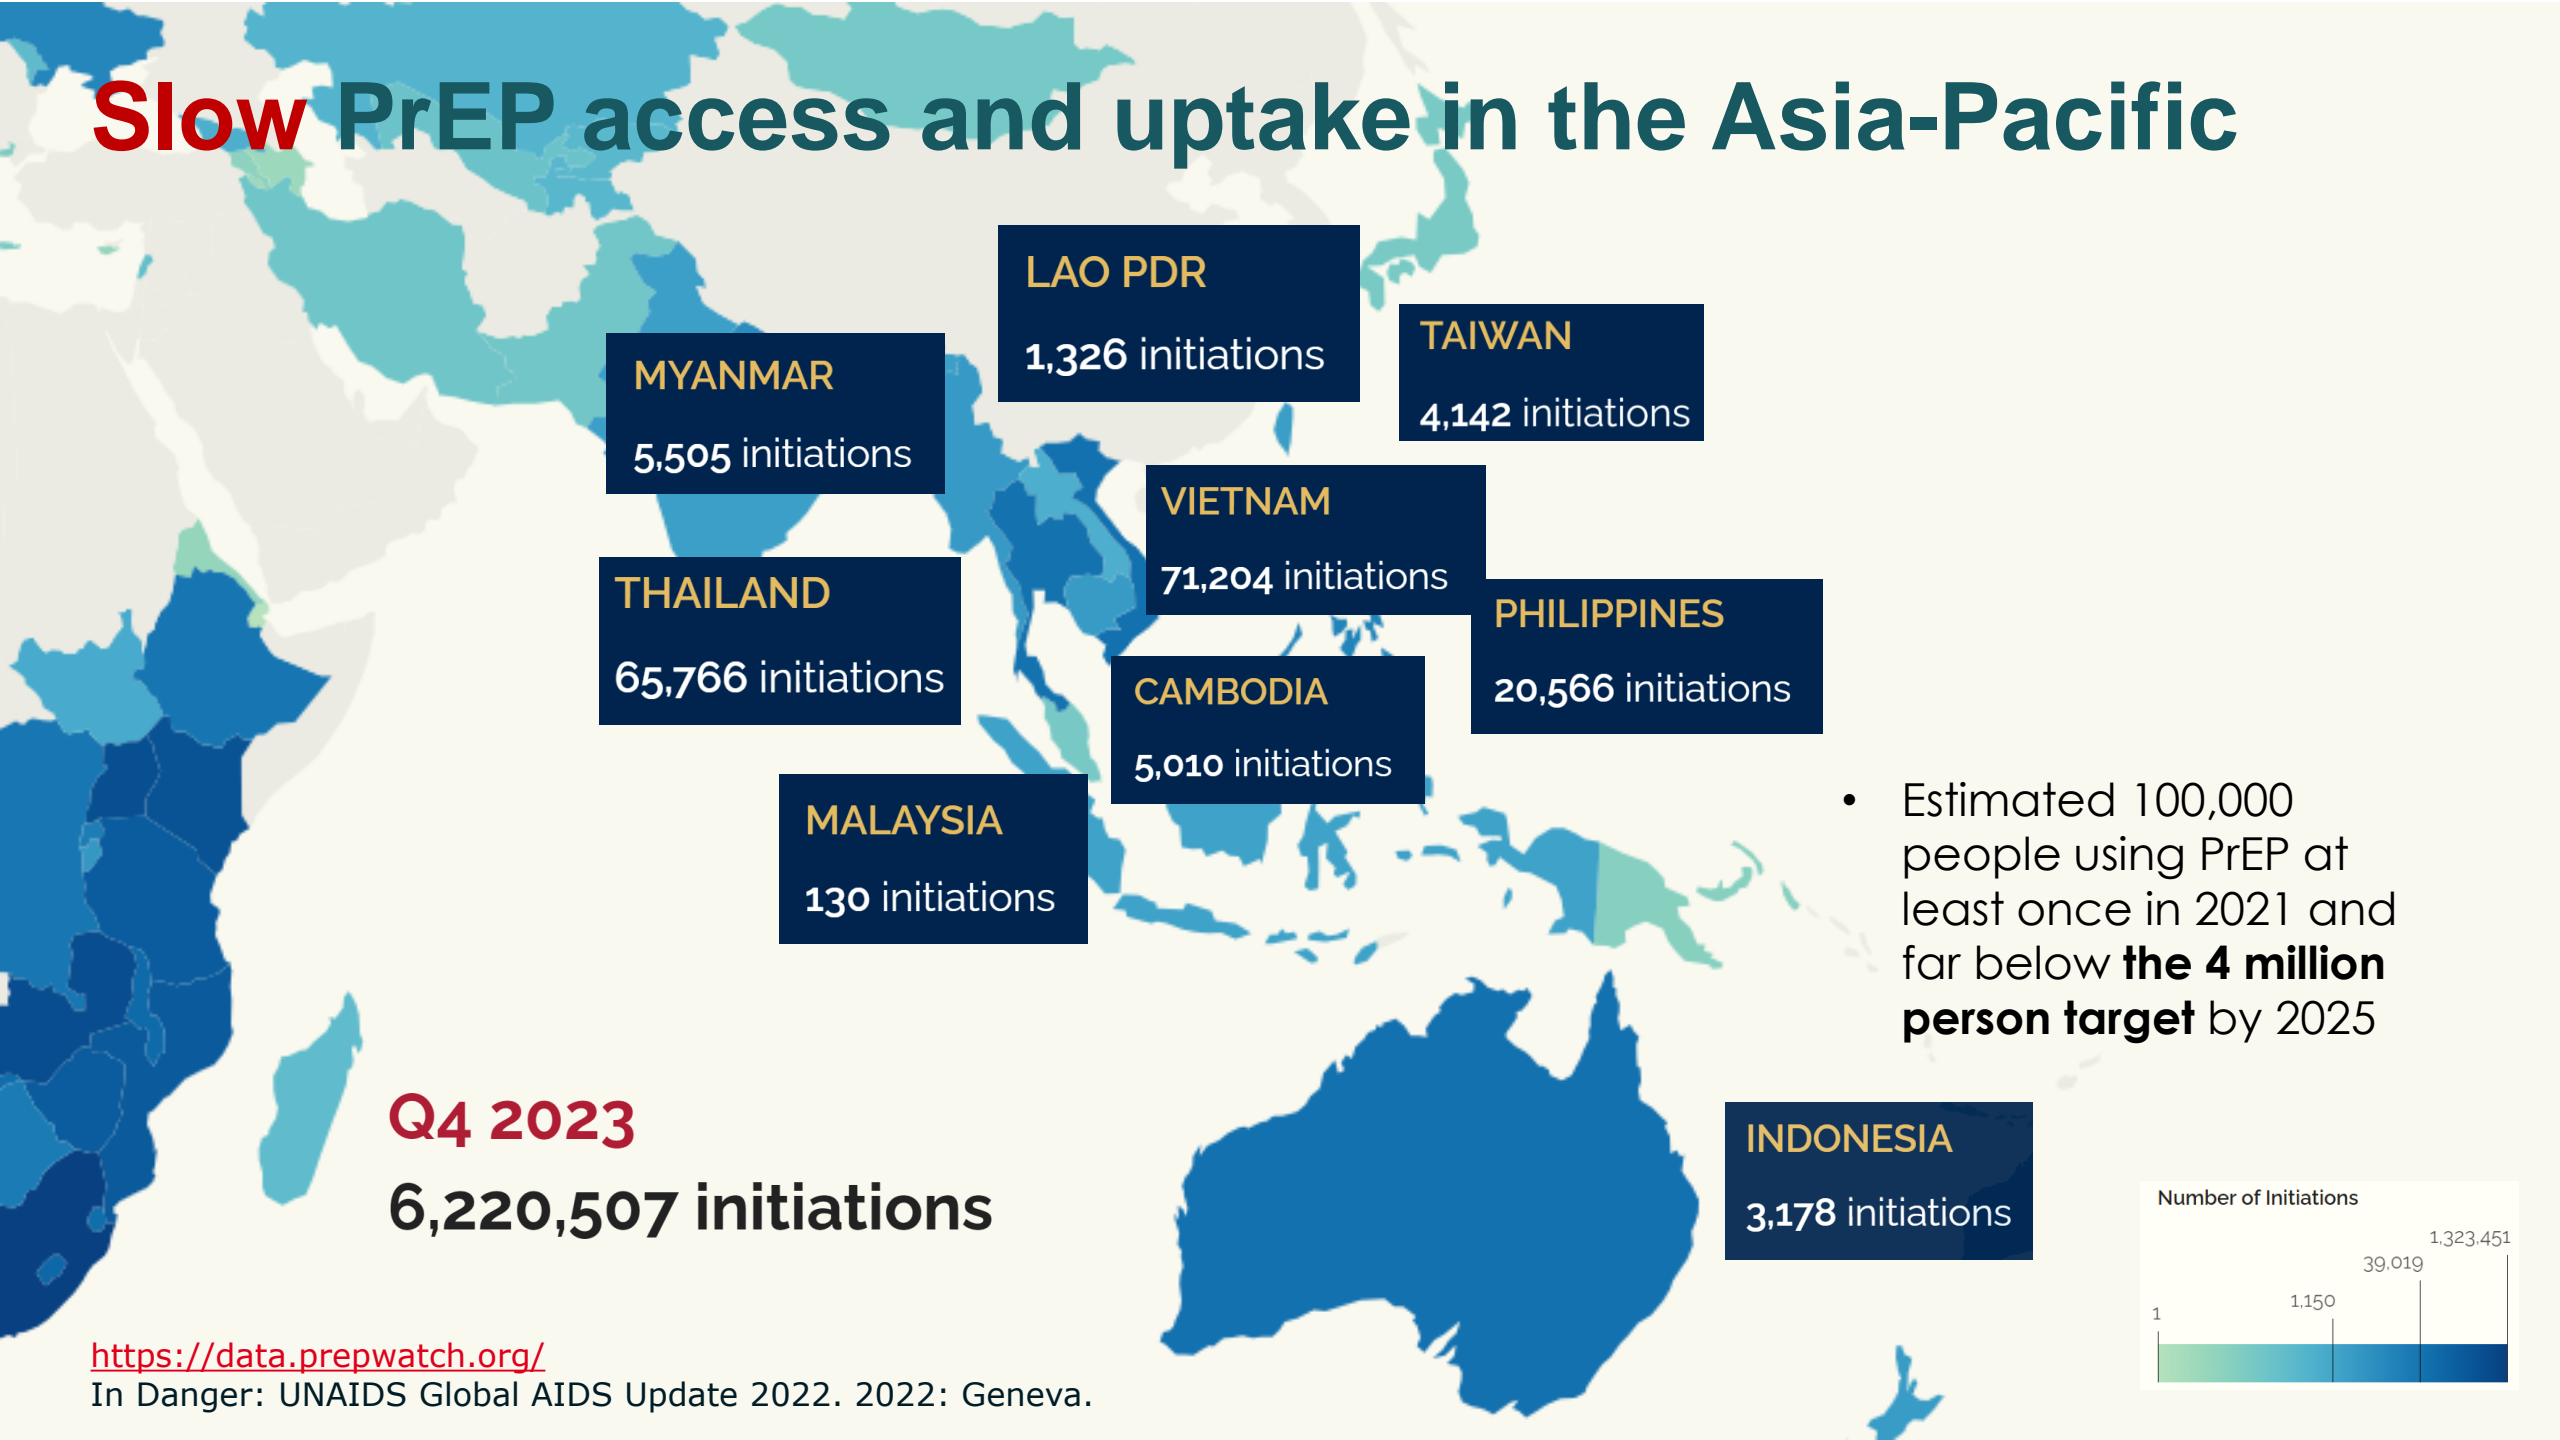 Slow PrEP access and uptake in the Asia-Pacific
LAO PDR
1,326 initiations
TAIWAN
4,142 initiations
MYANMAR
5,505 initiations
VIETNAM
71,204 initiations
THAILAND
65,766 initiations
PHILIPPINES
20,566 initiations
CAMBODIA
5,010 initiations
MALAYSIA
130 initiations
• Estimated 100,000
people using PrEP at
least once in 2021 and
far below the 4 million
person target by 2025
Q4 2023
6,220,507 initiations
INDONESIA
3,178 initiations
Number of Initiations
1,323,451
39,019
1,150
1
https://data.prepwatch.org/
In Danger: UNAIDS Global AIDS Update 2022. 2022: Geneva.